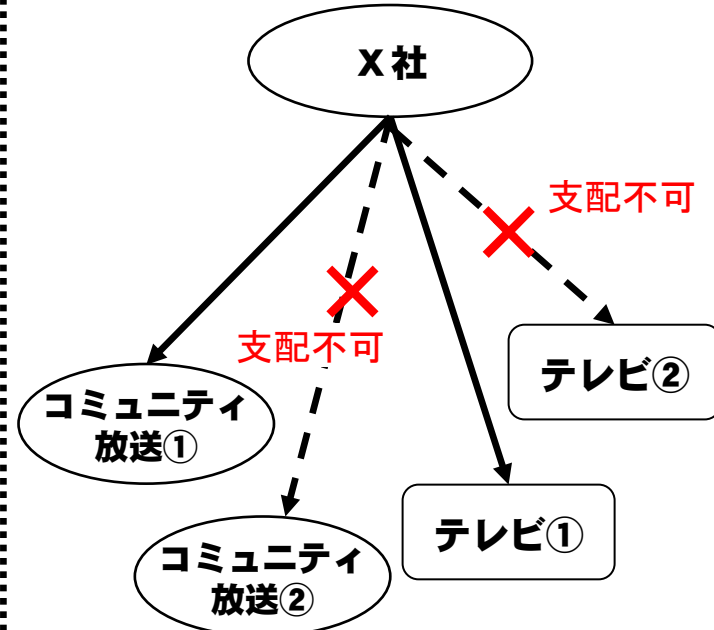 X社
支配不可
支配不可
テレビ②
コミュニティ
放送①
テレビ①
コミュニティ
放送②